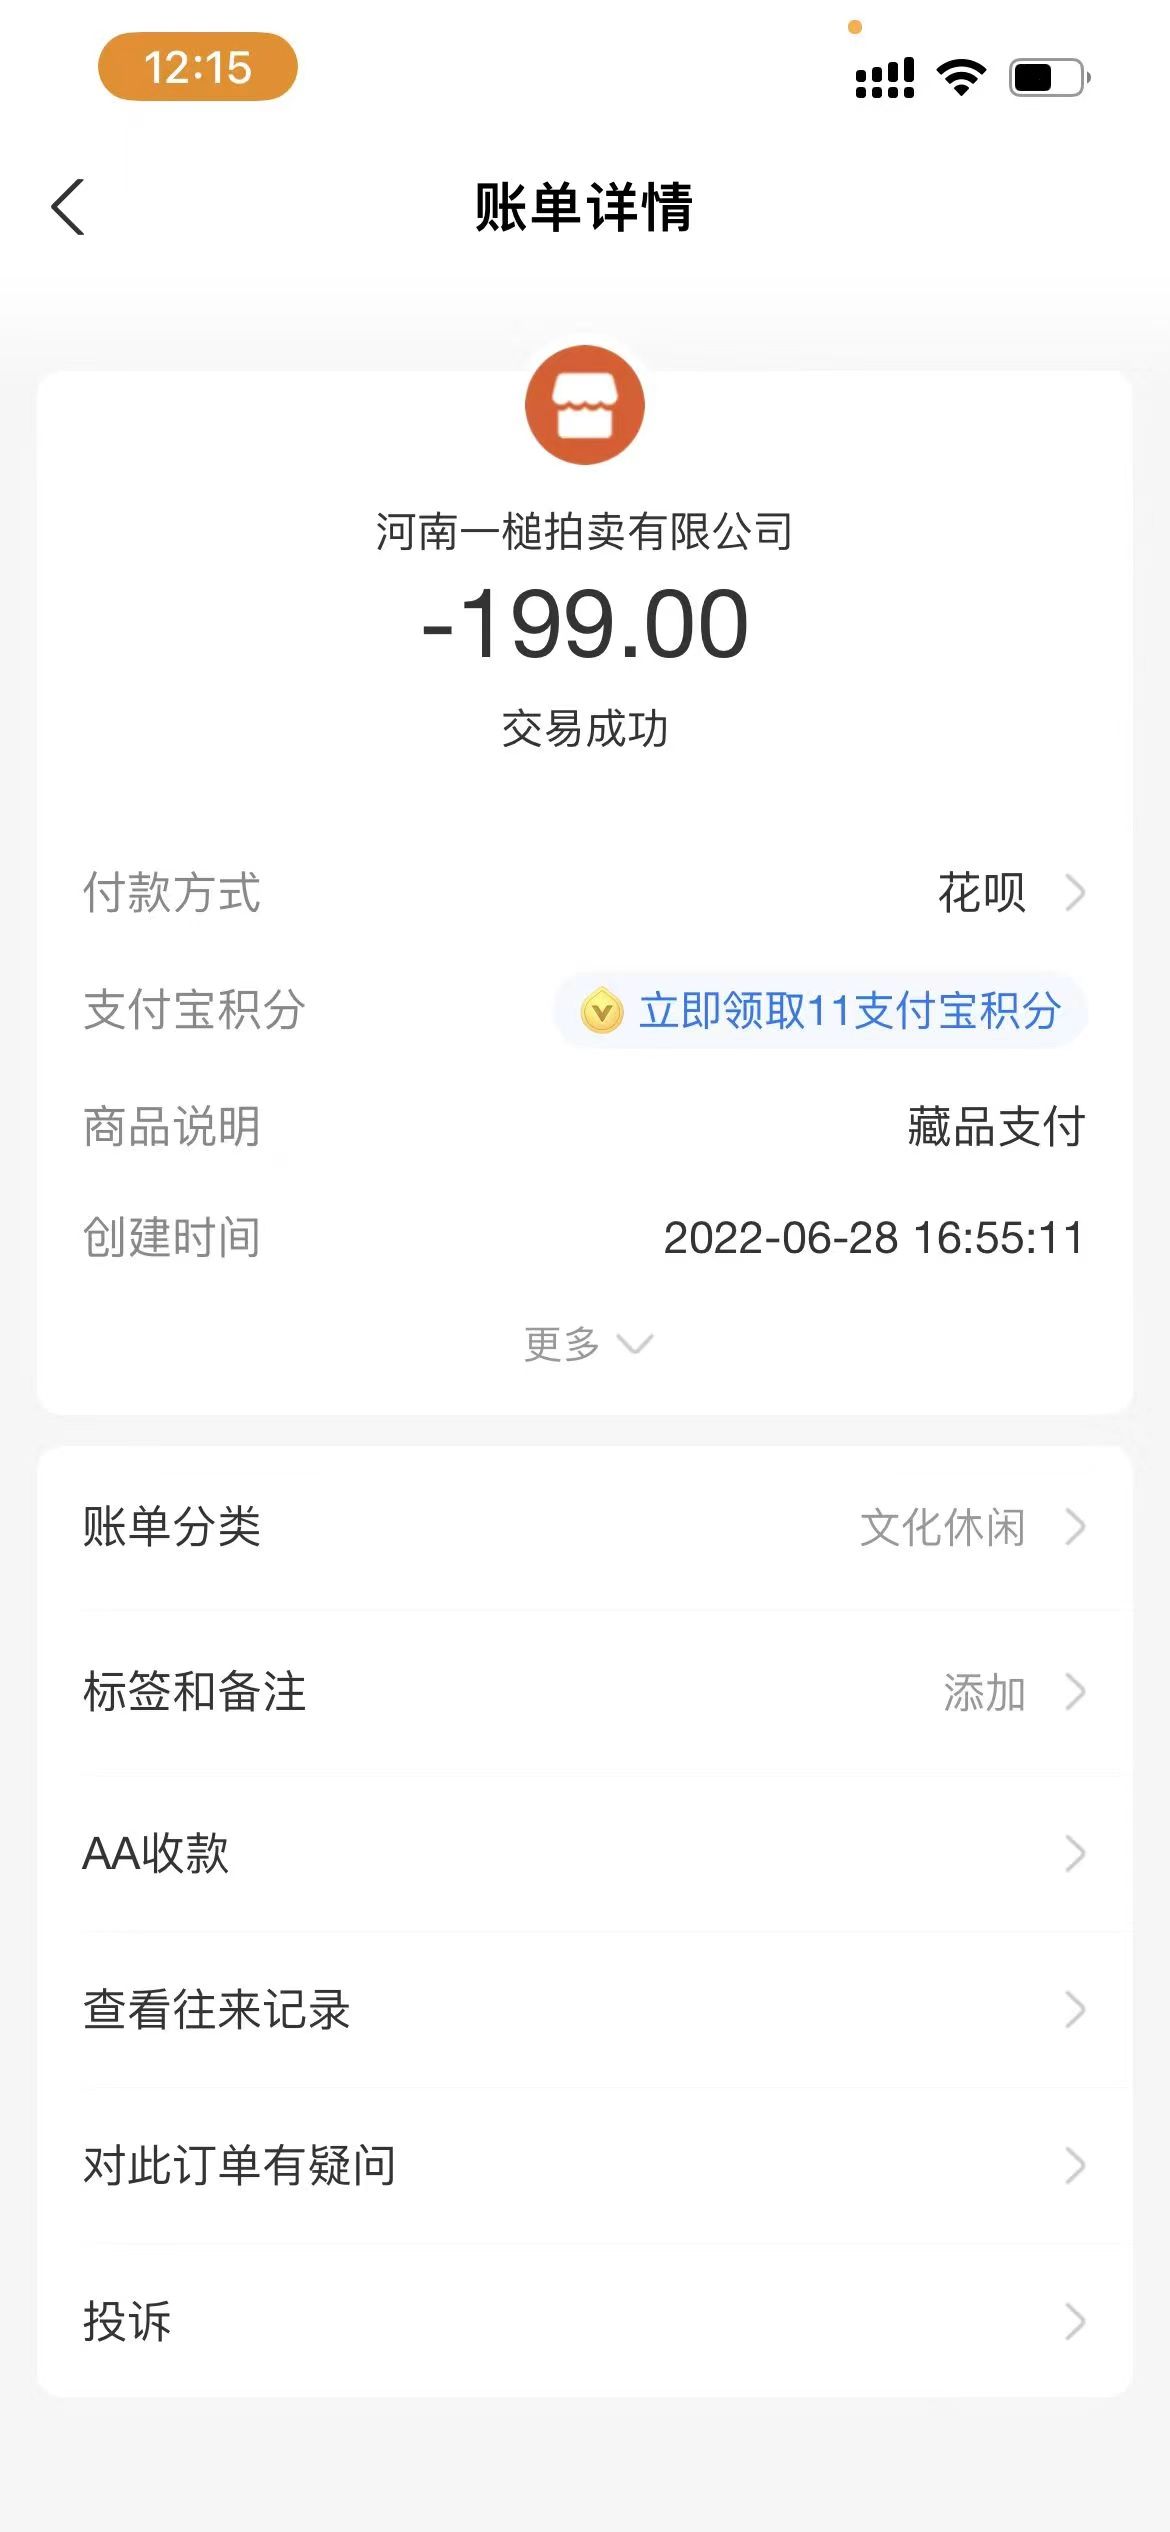 12:15
账单详情
河南一槌拍卖有限公司
-199.00
交易成功
付款方式 花呗
支付宝积分 立即领取11支付宝积分
商品说明 藏品支付
创建时间 2022-06-28 16:55:11
更多
账单分类 文化休闲
标签和备注 添加
AA收款
查看往来记录
对此订单有疑问
投诉